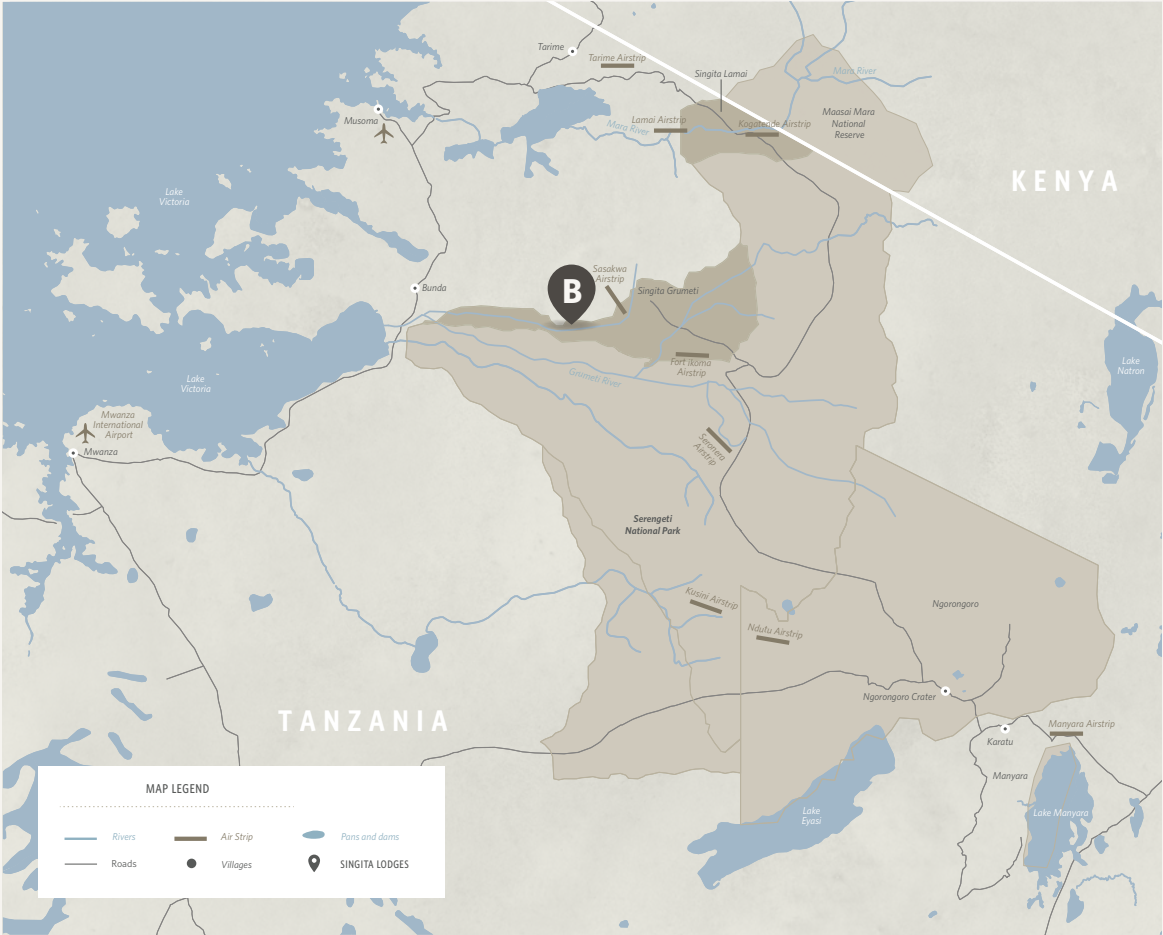 Tarime
Tarime Airstrip
Singita Lamai
Mara River
Musoma
Mara River
Lamai Airstrip
Kogatende Airstrip
Maasai Mara
National
Reserve
KENYA
Lake
Victoria
Bunda
B
Sasakwa
Airstrip
Singita Grumeti
Fort ikoma
Airstrip
Grumeti River
Lake
Natron
Lake
Victoria
Mwanza
International
Airport
Mwanza
Seronera
Airstrip
Serengeti
National Park
Kusini Airstrip
Ndutu Airstrip
Ngorongoro
Ngorongoro Crater
TANZANIA
Karatu
Manyara Airstrip
Manyara
Lake
Eyasi
Lake Manyara
MAP LEGEND
Rivers
Air Strip
Pans and dams
Roads
Villages
SINGITA LODGES